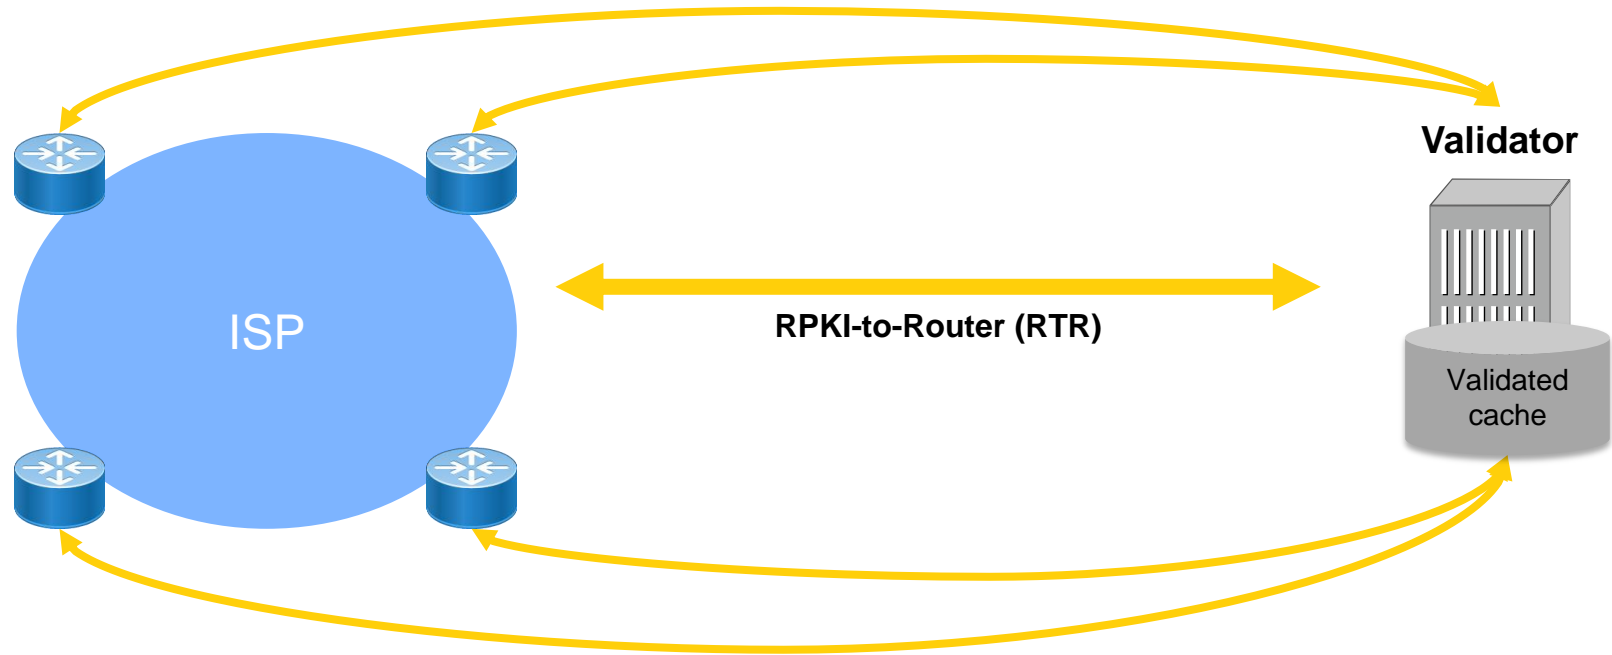 Validator
ISP
RPKI-to-Router (RTR)
Validated
cache